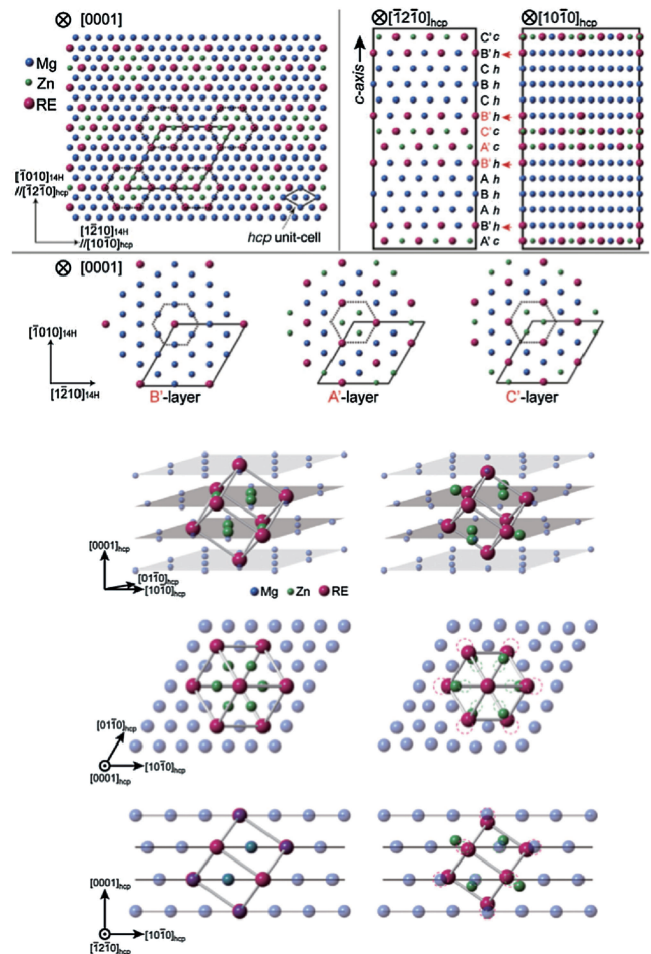 ⊗ [0001]
Mg
Zn
RE
[1̄010]14H
//[1̄21̄0]hcp
[12̄10]14H
//[101̄0]hcp
hcp unit-cell
⊗[1̄21̄0]hcp
⊗[101̄0]hcp
c-axis
C' c
B' h
C h
B h
C h
B' h
C' c
A' c
B' h
A h
B h
A h
B' h
A' c
⊗ [0001]
[1̄010]14H
[12̄10]14H
B'-layer
A'-layer
C'-layer
[0001]hcp
[011̄0]hcp
[101̄0]hcp
Mg Zn RE
[011̄0]hcp
[0001]hcp
[101̄0]hcp
[0001]hcp
[1̄21̄0]hcp
[101̄0]hcp